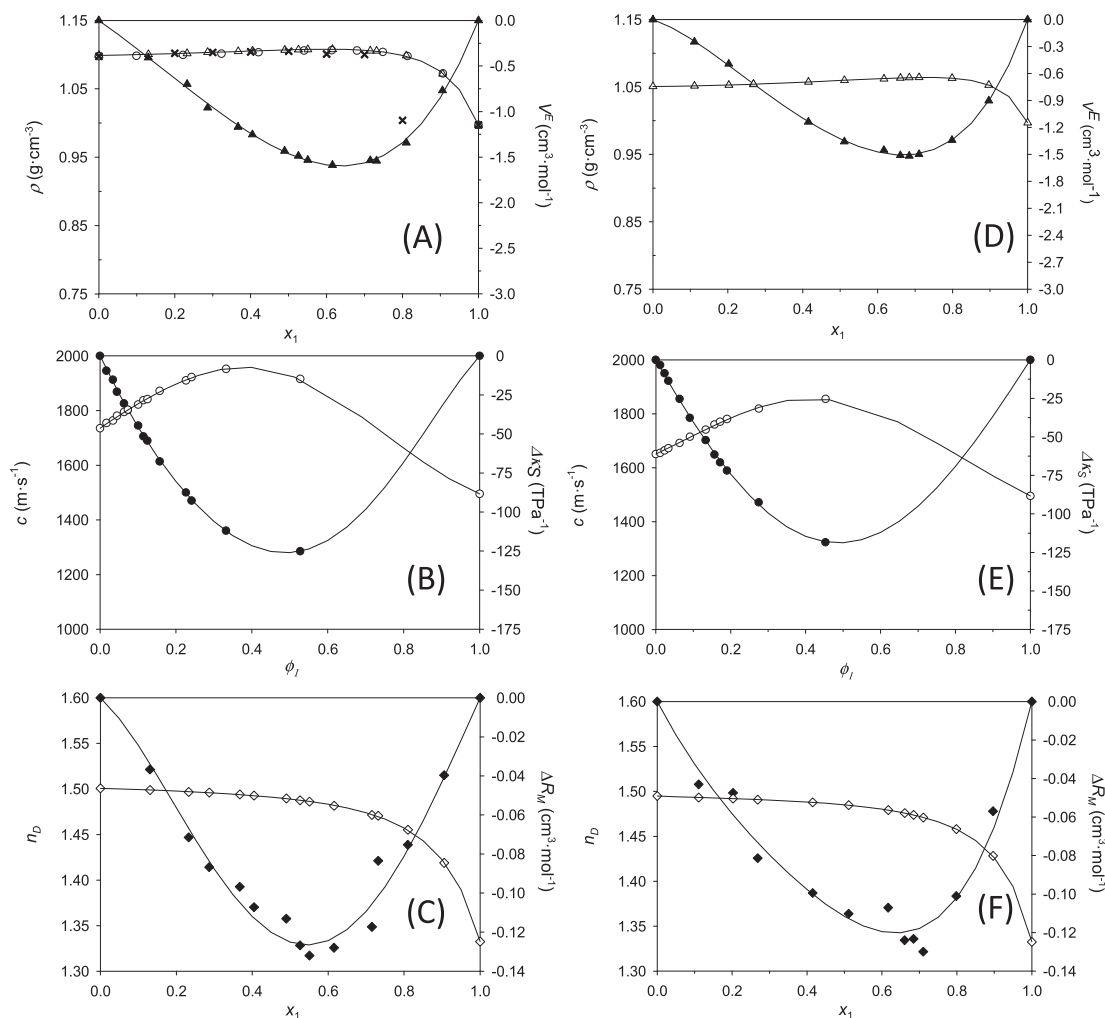 1.15
1.05
0.95
0.85
0.75
ρ (g·cm⁻³)
0.0
-0.5
-1.0
-1.5
-2.0
-2.5
-3.0
Vᴱ (cm³·mol⁻¹)
(A)
0.0 0.2 0.4 0.6 0.8 1.0
x₁
1.15
1.05
0.95
0.85
0.75
ρ (g·cm⁻³)
0.0
-0.3
-0.6
-0.9
-1.2
-1.5
-1.8
-2.1
-2.4
-2.7
-3.0
Vᴱ (cm³·mol⁻¹)
(D)
0.0 0.2 0.4 0.6 0.8 1.0
x₁
2000
1800
1600
1400
1200
1000
c (m·s⁻¹)
0
-25
-50
-75
-100
-125
-150
-175
ΔκS (TPa⁻¹)
(B)
0.0 0.2 0.4 0.6 0.8 1.0
ϕ_I
2000
1800
1600
1400
1200
1000
c (m·s⁻¹)
0
-25
-50
-75
-100
-125
-150
-175
ΔκS (TPa⁻¹)
(E)
0.0 0.2 0.4 0.6 0.8 1.0
ϕ_I
1.60
1.55
1.50
1.45
1.40
1.35
1.30
n_D
0.00
-0.02
-0.04
-0.06
-0.08
-0.10
-0.12
-0.14
ΔR_M (cm³·mol⁻¹)
(C)
0.0 0.2 0.4 0.6 0.8 1.0
x₁
1.60
1.55
1.50
1.45
1.40
1.35
1.30
n_D
0.00
-0.02
-0.04
-0.06
-0.08
-0.10
-0.12
-0.14
ΔR_M (cm³·mol⁻¹)
(F)
0.0 0.2 0.4 0.6 0.8 1.0
x₁